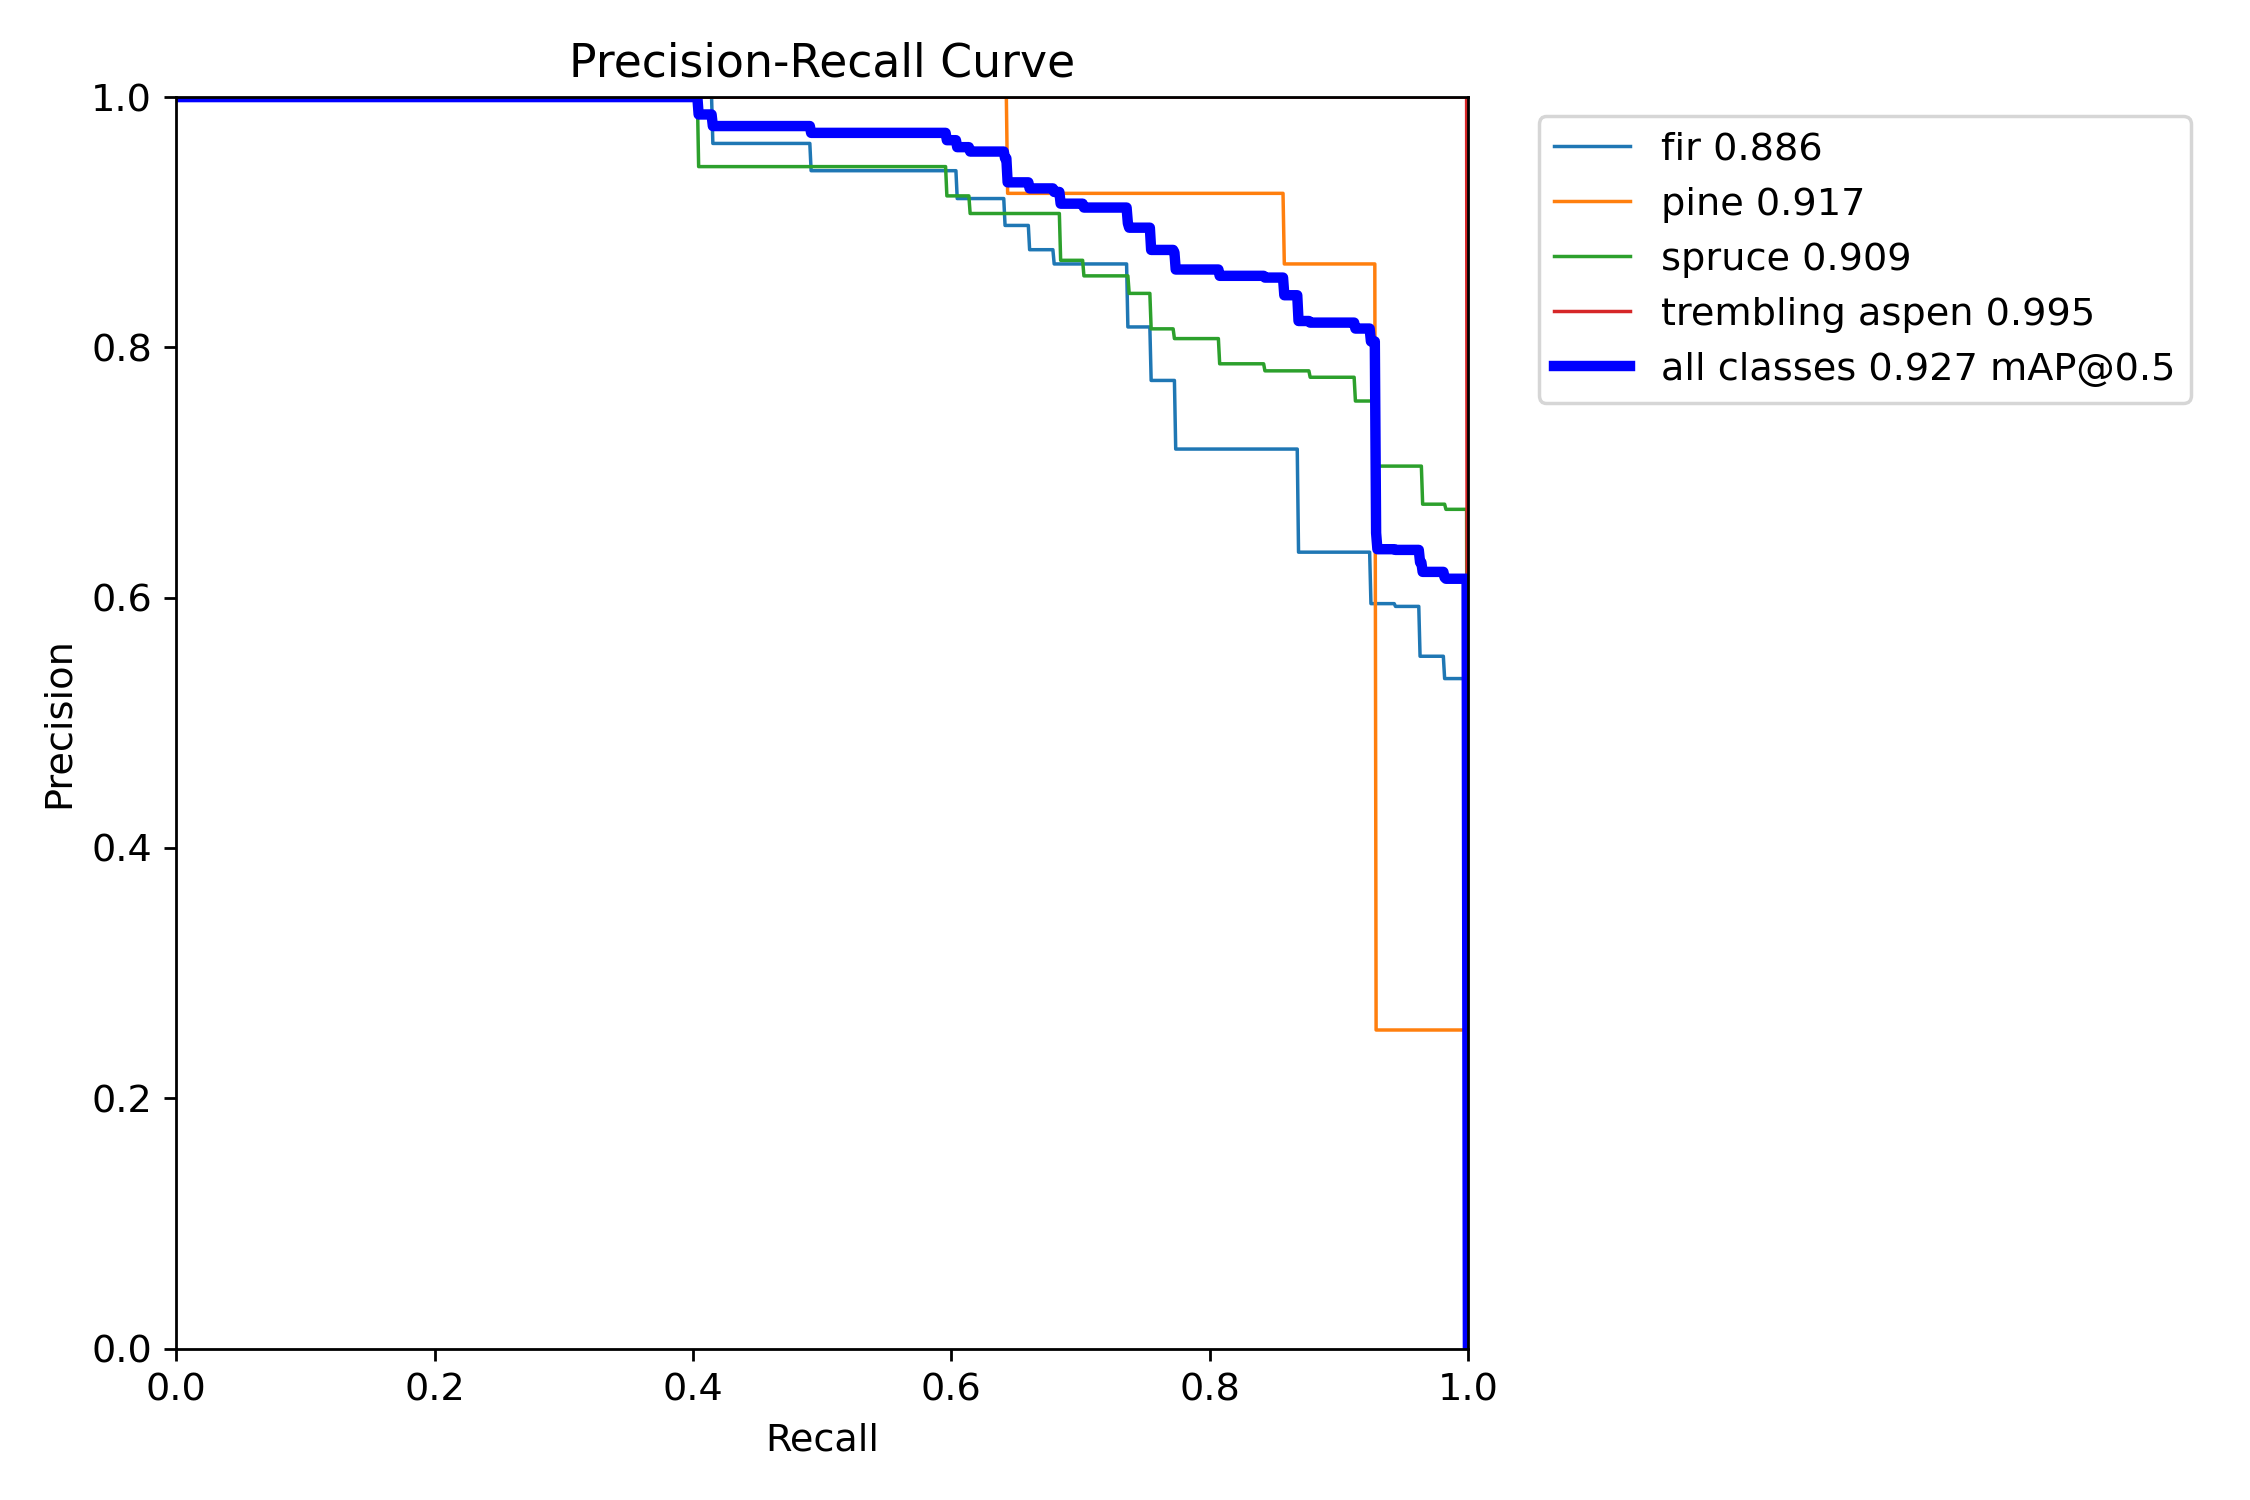 Precision-Recall Curve
1.0
0.8
0.6
0.4
0.2
0.0
Precision
0.0 0.2 0.4 0.6 0.8 1.0
Recall
fir 0.886
pine 0.917
spruce 0.909
trembling aspen 0.995
all classes 0.927 mAP@0.5